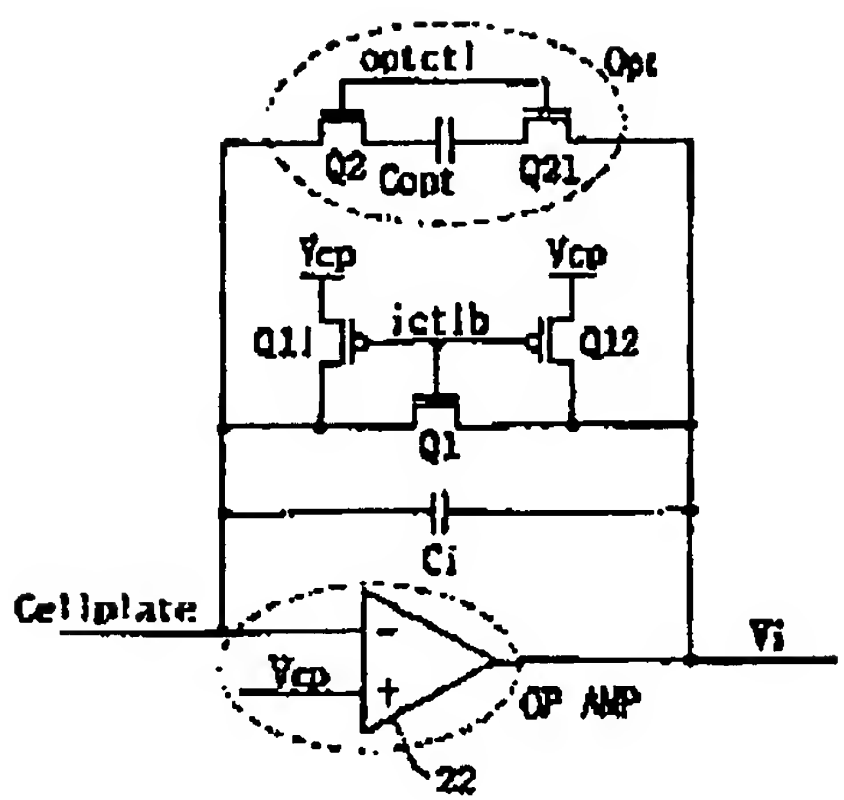 optctl
Opt
Q2
Copt
Q21
Vcp
Vcp
Q11
ictlb
Q12
Q1
Ci
Cellplate
-
Vi
Vcp
+
OP AMP
22